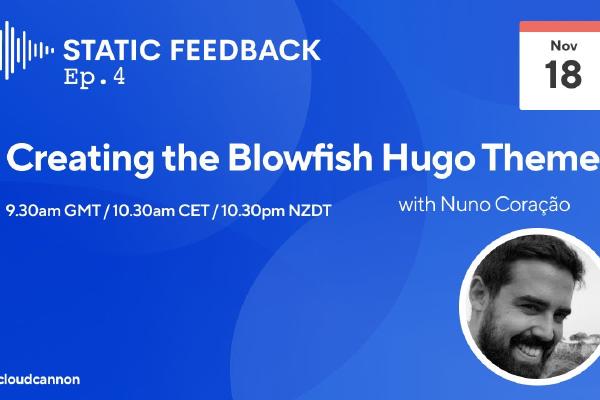 STATIC FEEDBACK
Ep.4
Nov
18
Creating the Blowfish Hugo Theme
9.30am GMT / 10.30am CET / 10.30pm NZDT
with Nuno Coração
cloudcannon